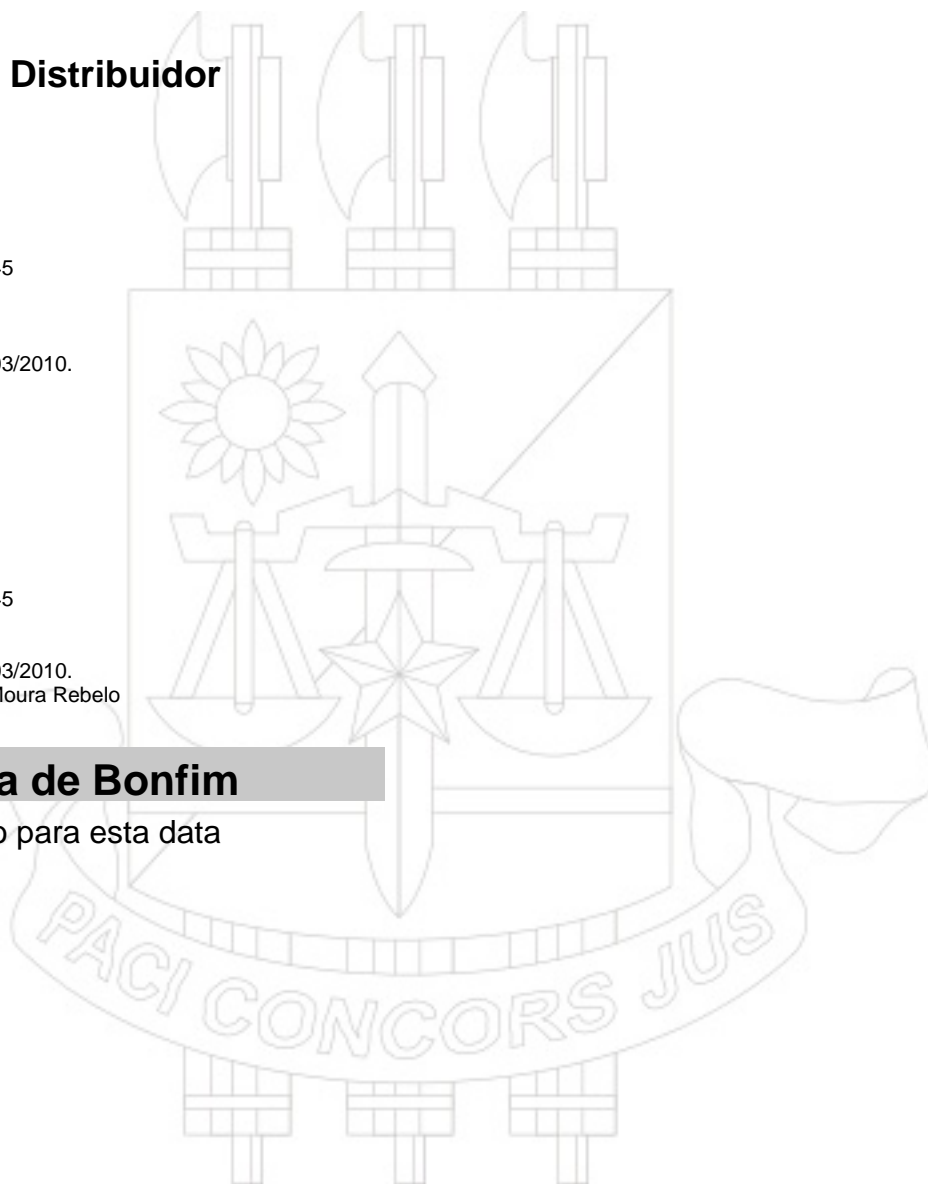 Distribuidor
5
03/2010.
5
03/2010.
Moura Rebelo
a de Bonfim
o para esta data
PACI CONCORS JUS